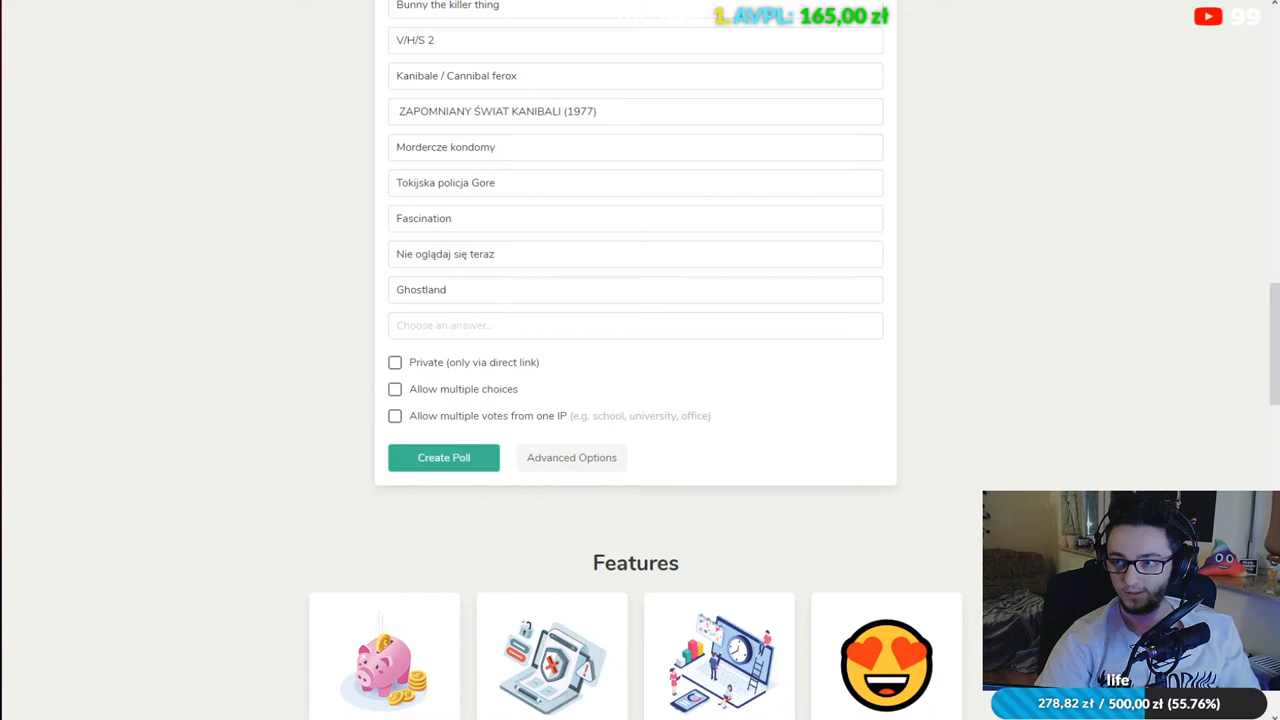 Bunny the killer thing
1. AVPL: 165,00 zł
99
V/H/S 2
Kanibale / Cannibal ferox
ZAPOMNIANY ŚWIAT KANIBALI (1977)
Mordercze kondomy
Tokijska policja Gore
Fascination
Nie oglądaj się teraz
Ghostland
Choose an answer...
Private (only via direct link)
Allow multiple choices
Allow multiple votes from one IP (e.g. school, university, office)
Create Poll
Advanced Options
Features
life
278,82 / 500,00 zł (55.76%)